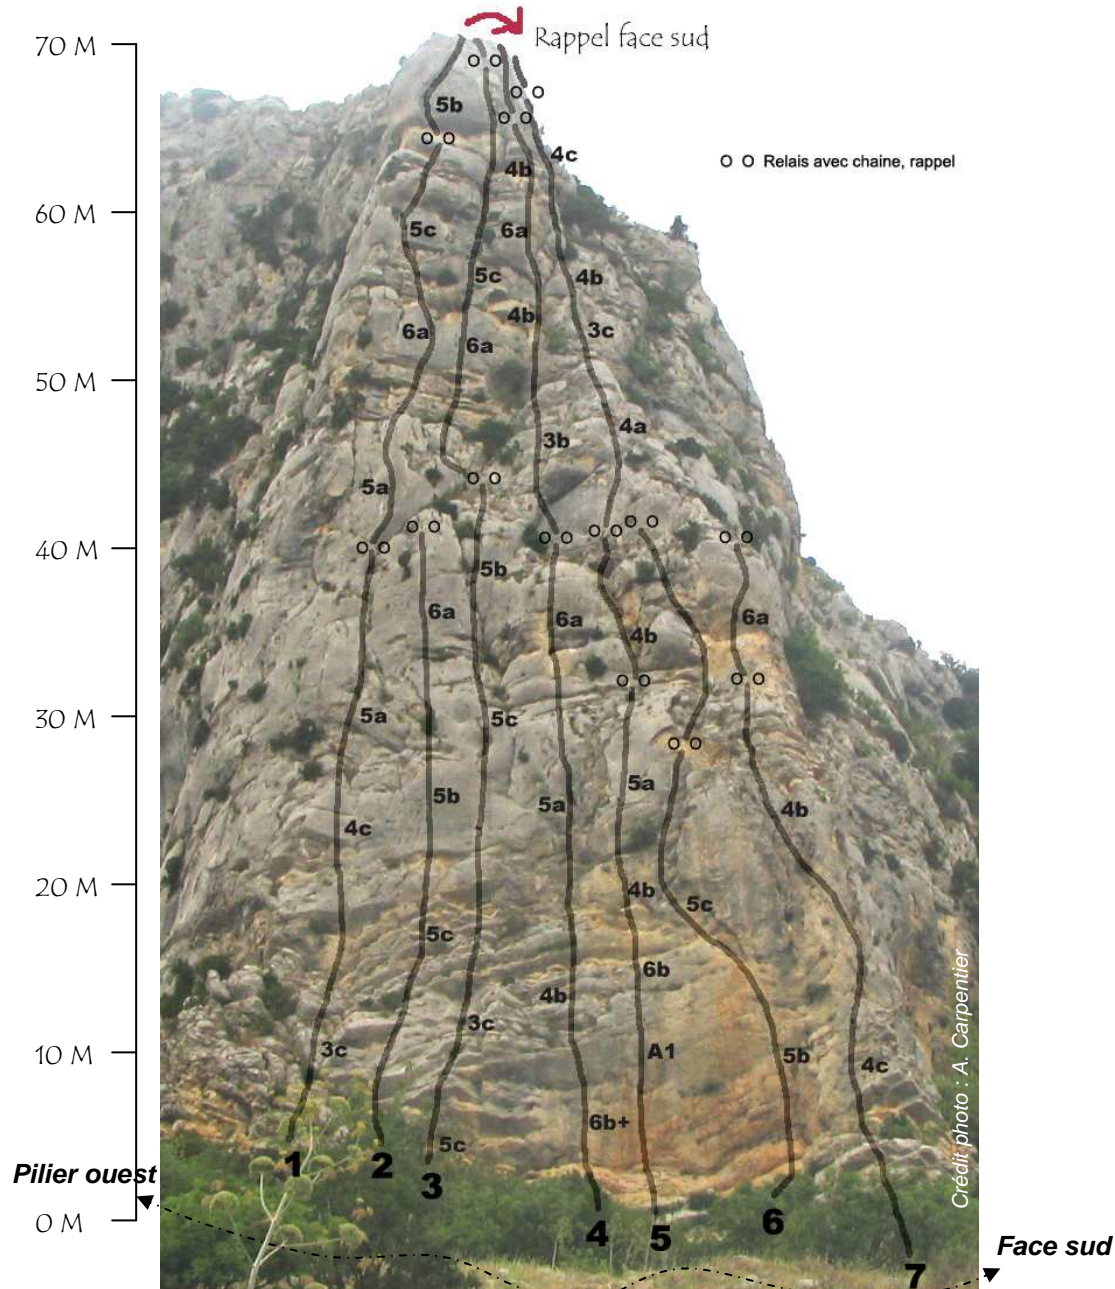 70 M
Rappel face sud
5b
4c
O O Relais avec chaine, rappel
4b
60 M
5c
6a
5c
4b
6a
4b
3c
6a
50 M
3b
4a
5a
40 M
5b
6a
6a
6a
4b
30 M
5a
5c
5a
5b
5a
4b
4c
20 M
4b
5c
5c
6b
4b
3c
10 M
3c
A1
5b
4c
6b+
5c
Crédit photo : A. Carpentier
Pilier ouest
1
2
3
0 M
4
5
6
Face sud
7